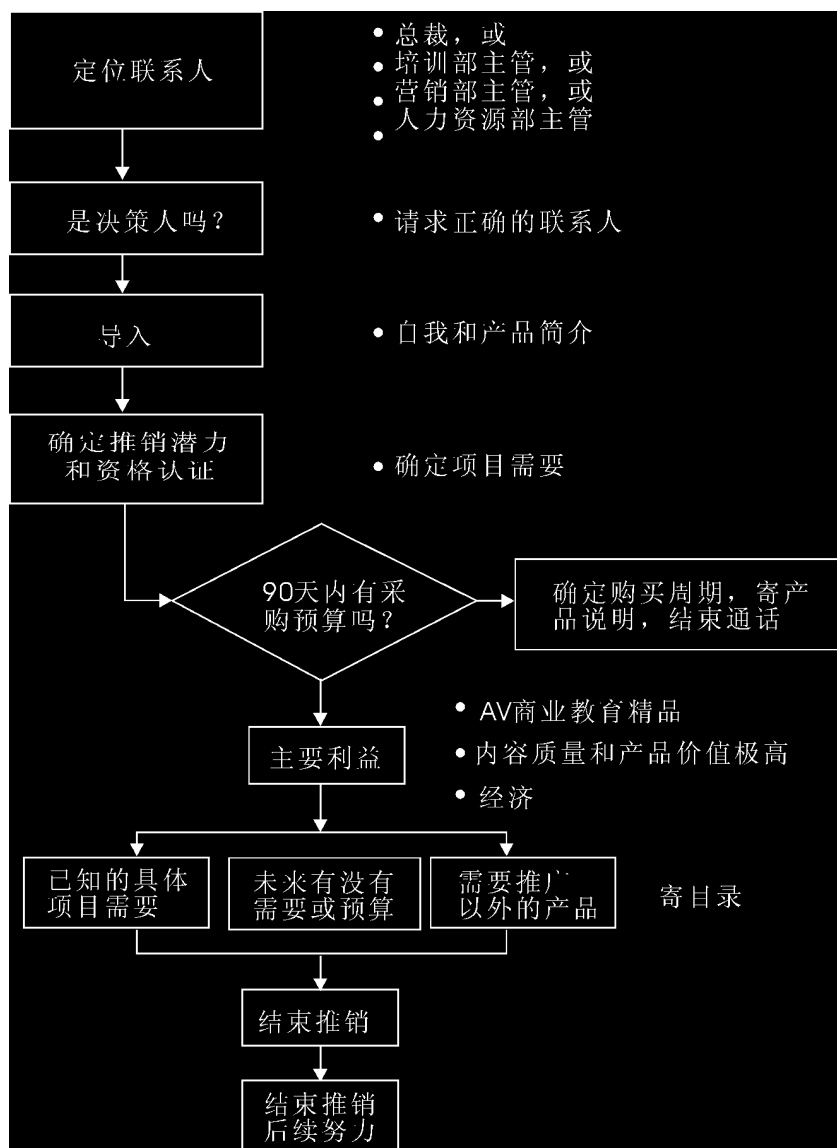 定位联系人
总裁，或
培训部主管，或
营销部主管，或
人力资源部主管
是决策人吗？
请求正确的联系人
导入
自我和产品简介
确定推销潜力
和资格认证
确定项目需要
90天内有采
购预算吗？
确定购买周期，寄产
品说明，结束通话
主要利益
AV商业教育精品
内容质量和产品价值极高
经济
已知的具体
项目需要
未来有没有
需要或预算
需要推广
以外的产品
寄目录
结束推销
结束推销
后续努力